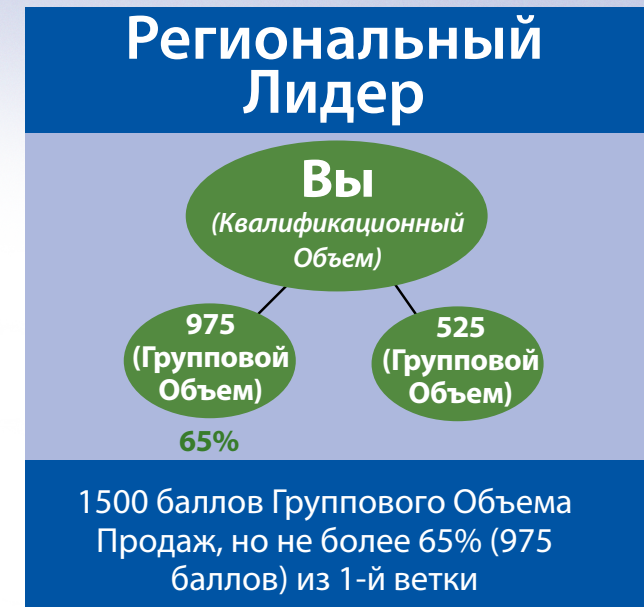 Региональный
Лидер
Вы
(Квалификационный
Объем)
975
(Групповой
Объем)
525
(Групповой
Объем)
65%
1500 баллов Группового Объема
Продаж, но не более 65% (975
баллов) из 1-й ветки